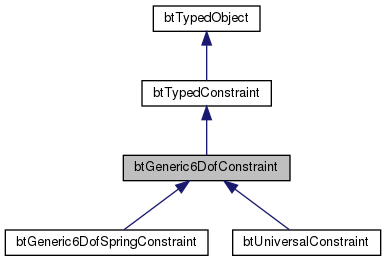 btTypedObject
btTypedConstraint
btGeneric6DofConstraint
btGeneric6DofSpringConstraint
btUniversalConstraint